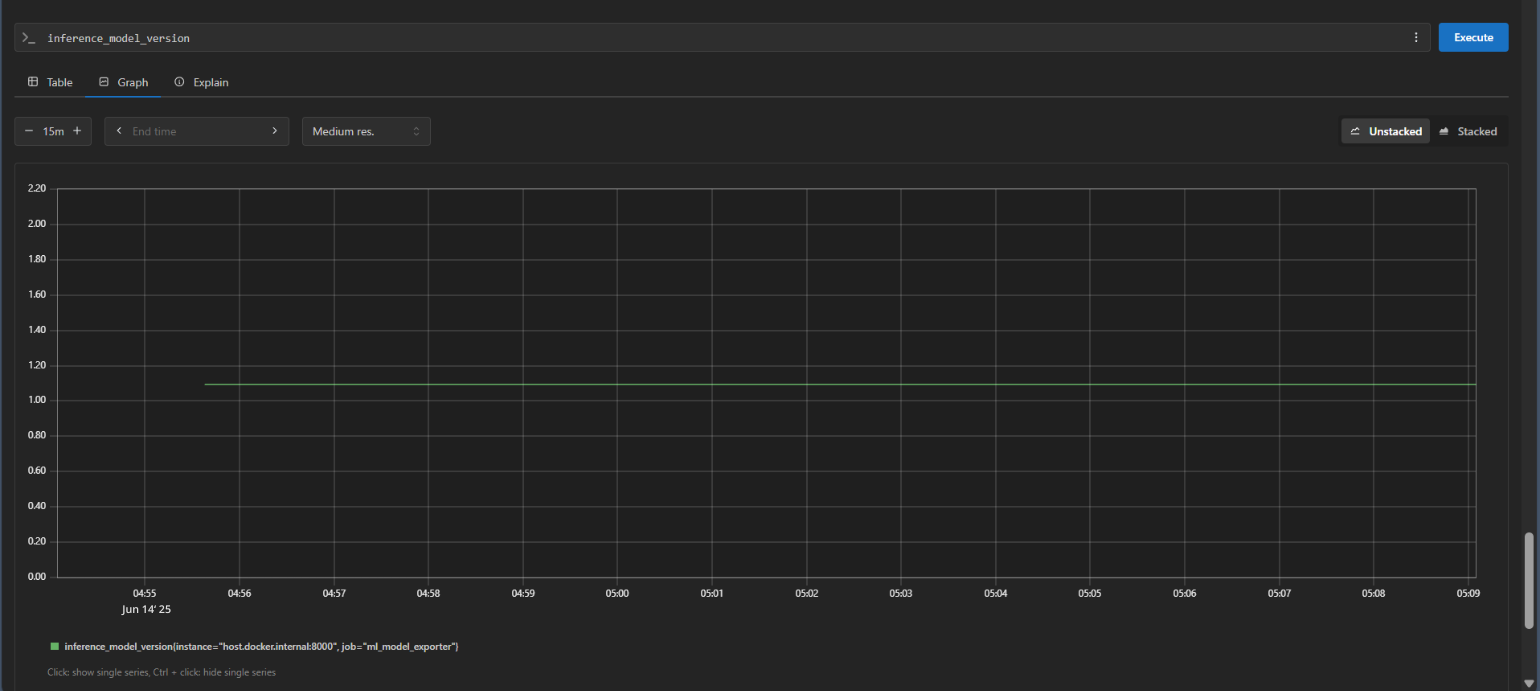 >_ inference_model_version Execute
Table Graph Explain
− 15m + End time Medium res. Unstacked Stacked
2.20
2.00
1.80
1.60
1.40
1.20
1.00
0.80
0.60
0.40
0.20
0.00
04:55 04:56 04:57 04:58 04:59 05:00 05:01 05:02 05:03 05:04 05:05 05:06 05:07 05:08 05:09
Jun 14' 25
inference_model_version{instance="host.docker.internal:8000", job="ml_model_exporter"}
Click: show single series, Ctrl + click: hide single series